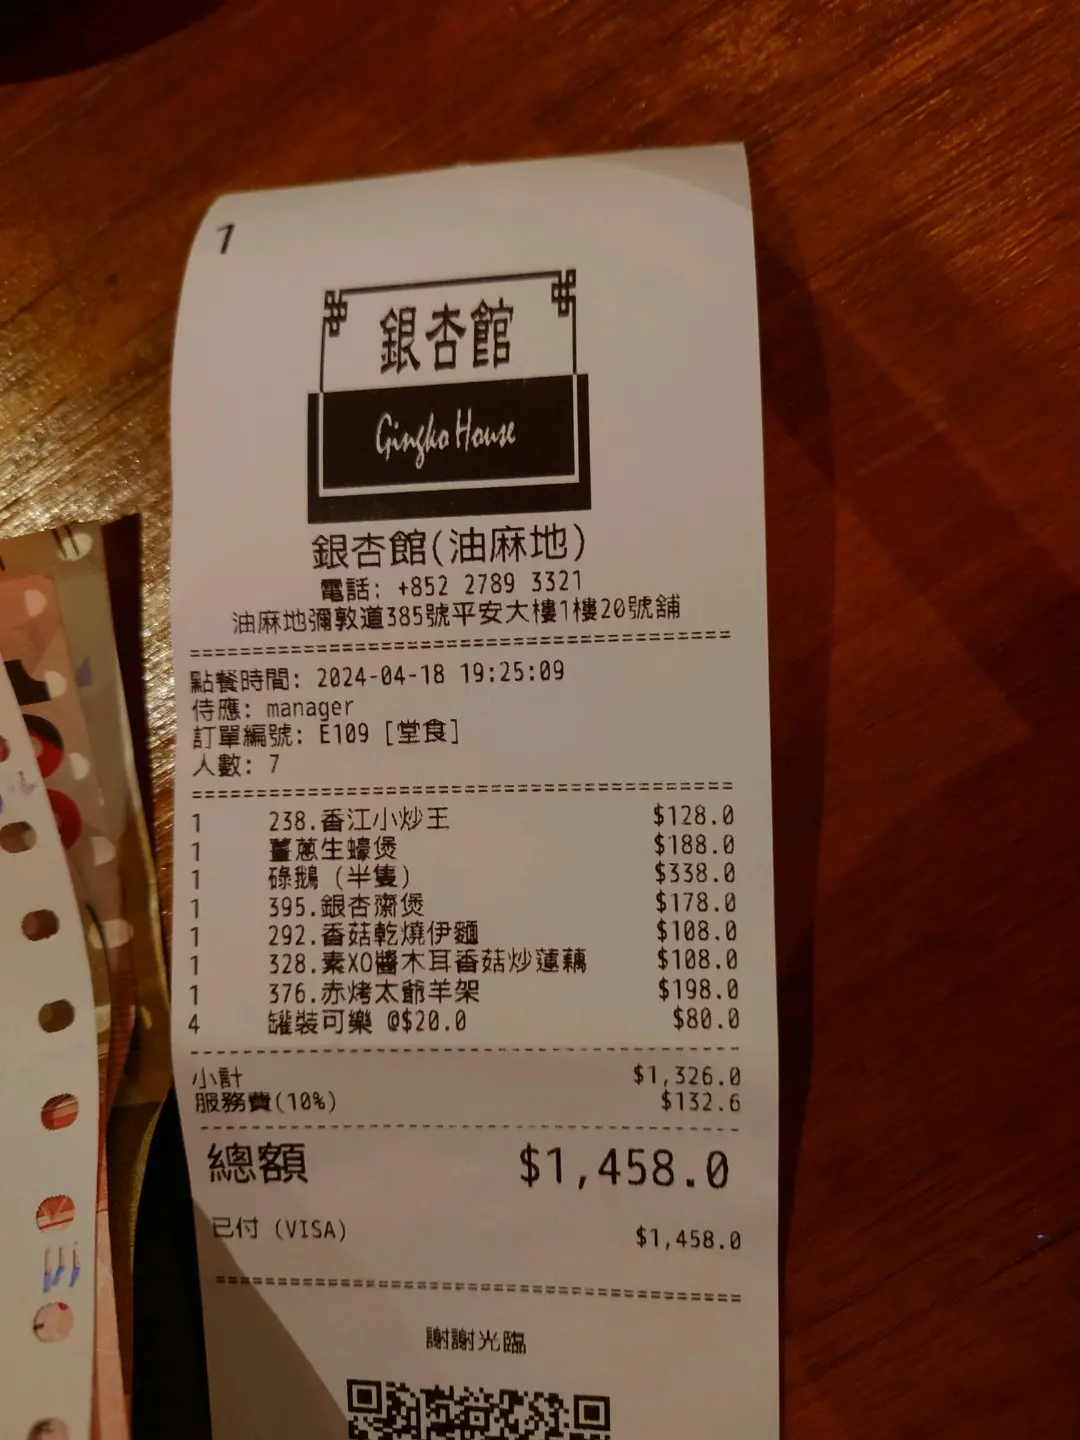 1
銀杏館
Gingko House
銀杏館(油麻地)
電話: +852 2789 3321
油麻地彌敦道385號平安大樓1樓20號舖
點餐時間: 2024-04-18 19:25:09
侍應: manager
訂單編號: E109 [堂食]
人數: 7
1 238.香江小炒王 $128.0
1 薑蔥生蠔煲 $188.0
1 碌鵝 (半隻) $338.0
1 395.銀杏齋煲 $178.0
1 292.香菇乾燒伊麵 $108.0
1 328.素XO醬木耳香菇炒蓮藕 $108.0
1 376.赤烤太爺羊架 $198.0
4 罐裝可樂 @$20.0 $80.0
小計 $1,326.0
服務費(10%) $132.6
總額 $1,458.0
已付 (VISA) $1,458.0
謝謝光臨